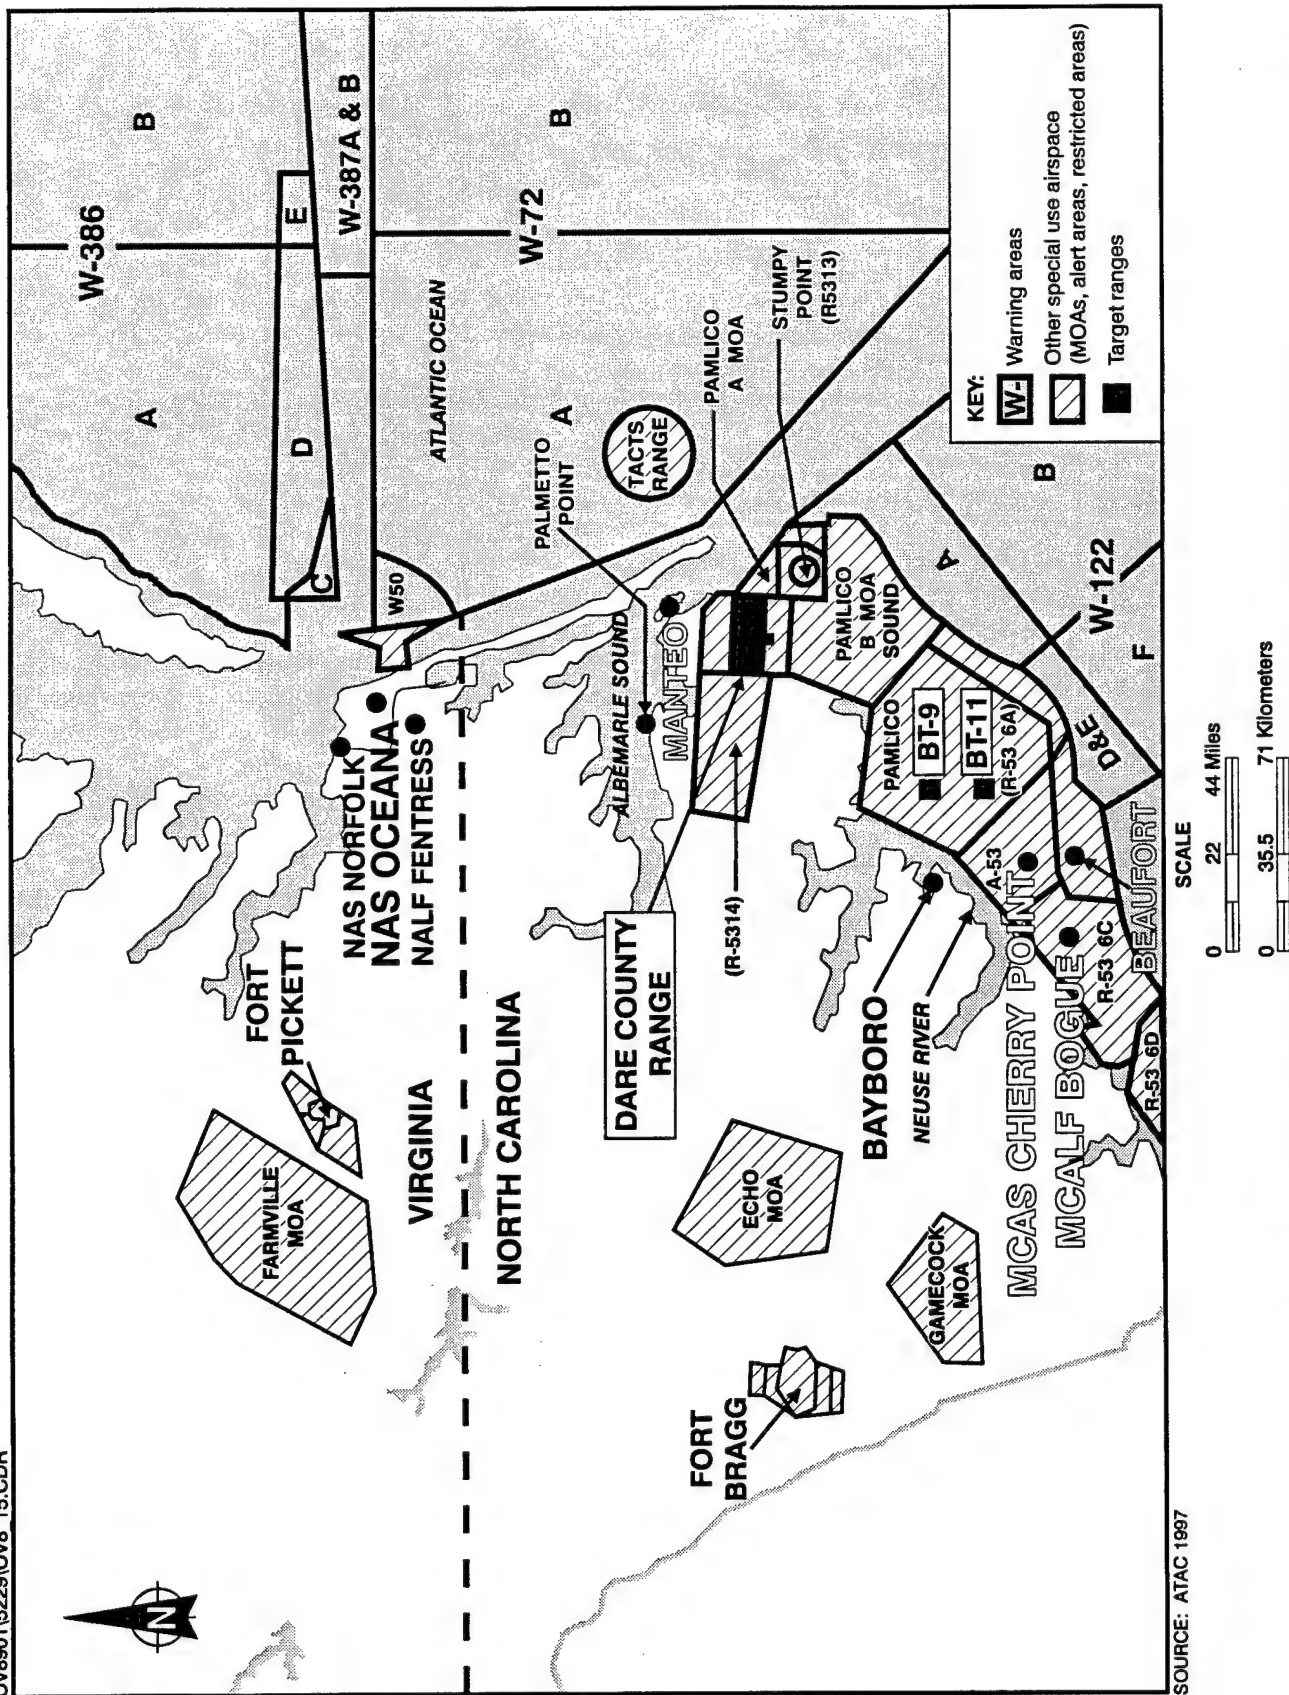 W-386
B
A
E
D
C
W-387A & B
W-72
B
ATLANTIC OCEAN
A
W50
TACTS
RANGE
PALMETTO
POINT
PAMLICO
A MOA
STUMPY
POINT
(R5313)
NAS NORFOLK
NAS OCEANA
NALF FENTRESS
FORT
PICKETT
FARMVILLE
MOA
VIRGINIA
NORTH CAROLINA
ALBEMARLE SOUND
MANTEO
DARE COUNTY
RANGE
(R-5314)
PAMLICO
B MOA
SOUND
PAMLICO
BT-9
BT-11
(R-53 6A)
A-53
BAYBORO
NEUSE RIVER
MCAS CHERRY POINT
MCALF BOGUE
R-53 6C
BEAUFORT
R-53 6D
D&E
A
B
W-122
F
ECHO
MOA
GAMECOCK
MOA
FORT
BRAGG
N
KEY:
W-
Warning areas
Other special use airspace
(MOAs, alert areas, restricted areas)
Target ranges
SOURCE: ATAC 1997
SCALE
0 22 44 Miles
0 35.5 71 Kilometers